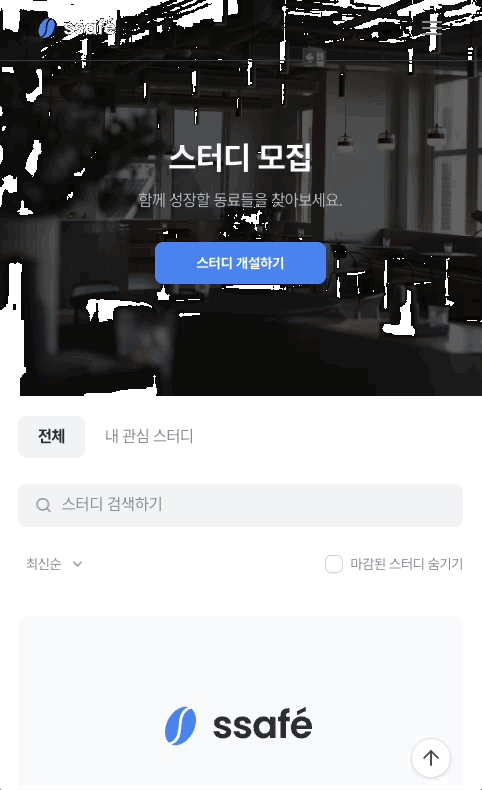 ssafé
스터디 모집
함께 성장할 동료들을 찾아보세요.
스터디 개설하기
전체
내 관심 스터디
스터디 검색하기
최신순
마감된 스터디 숨기기
ssafé